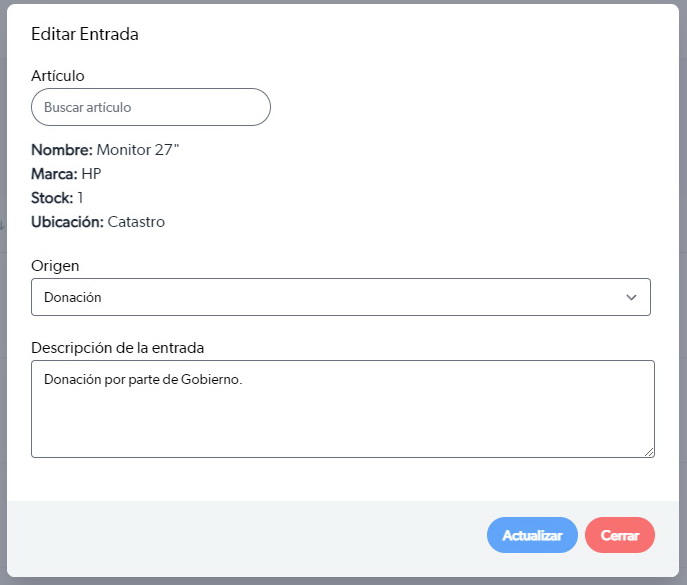 Editar Entrada
Artículo
Buscar artículo
Nombre: Monitor 27"
Marca: HP
Stock: 1
Ubicación: Catastro
Origen
Donación
Descripción de la entrada
Donación por parte de Gobierno.
Actualizar Cerrar